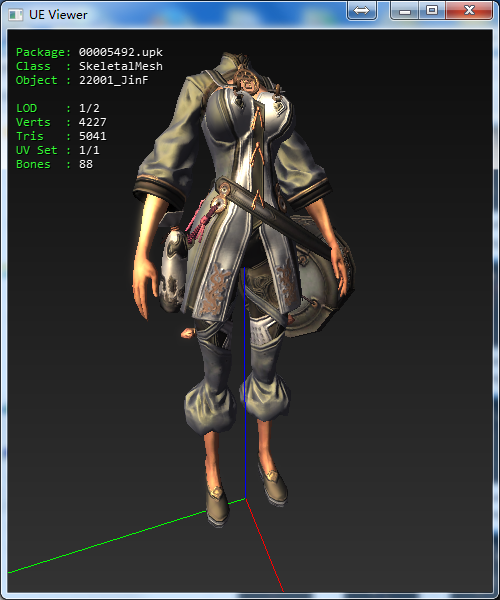 UE Viewer
Package: 00005492.upk
Class : SkeletalMesh
Object : 22001_JinF
LOD : 1/2
Verts : 4227
Tris : 5041
UV Set : 1/1
Bones : 88